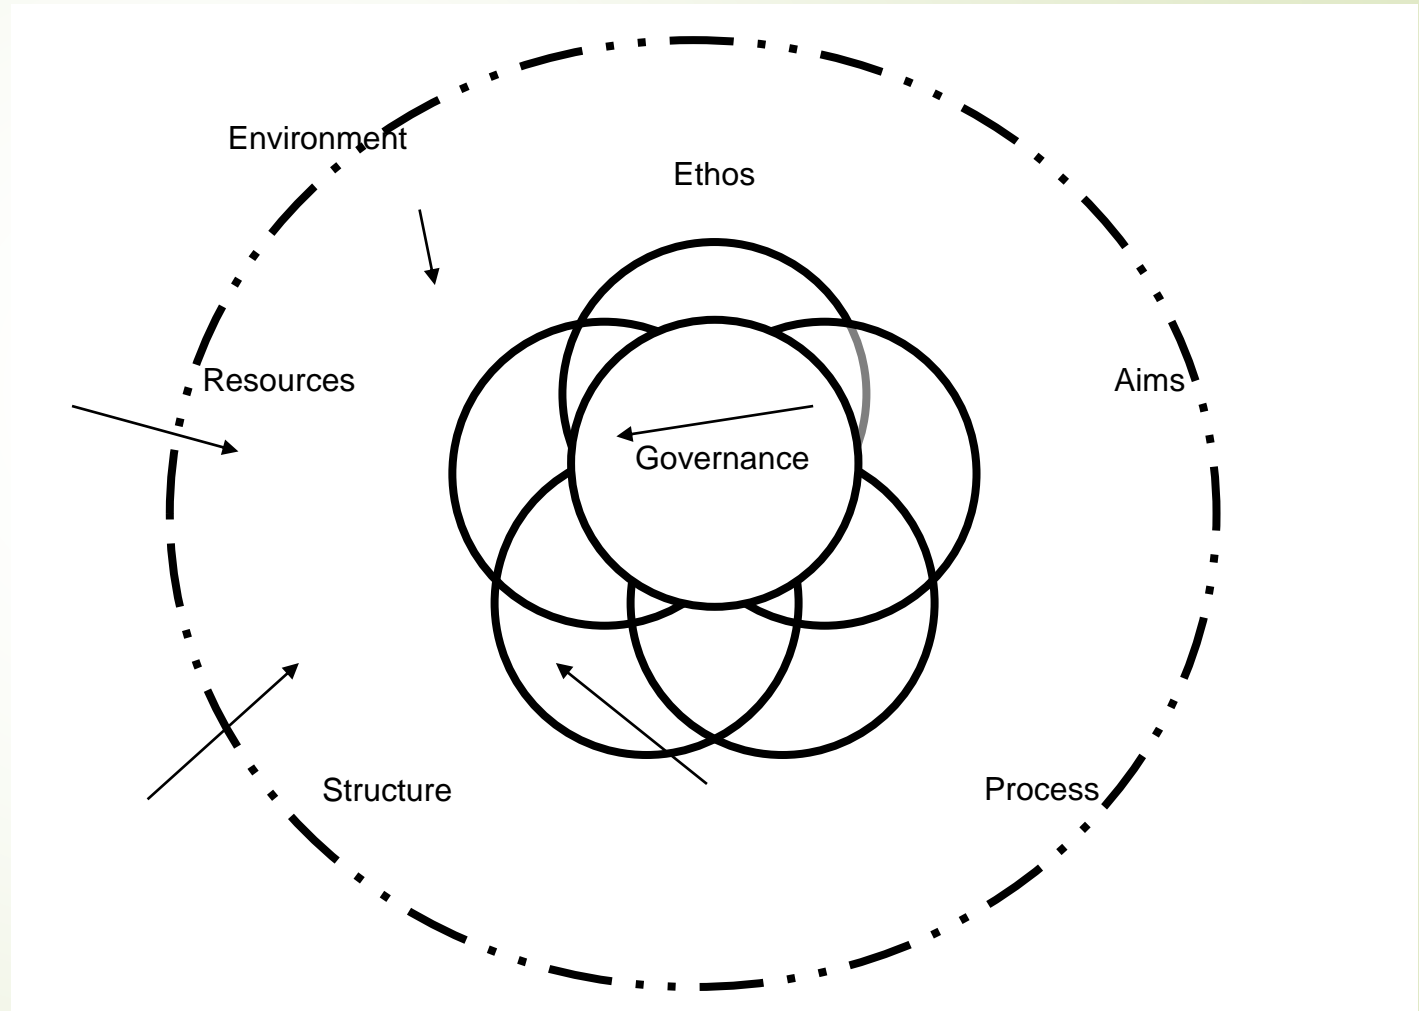 Environment
Ethos
Resources
Aims
Governance
Structure
Process